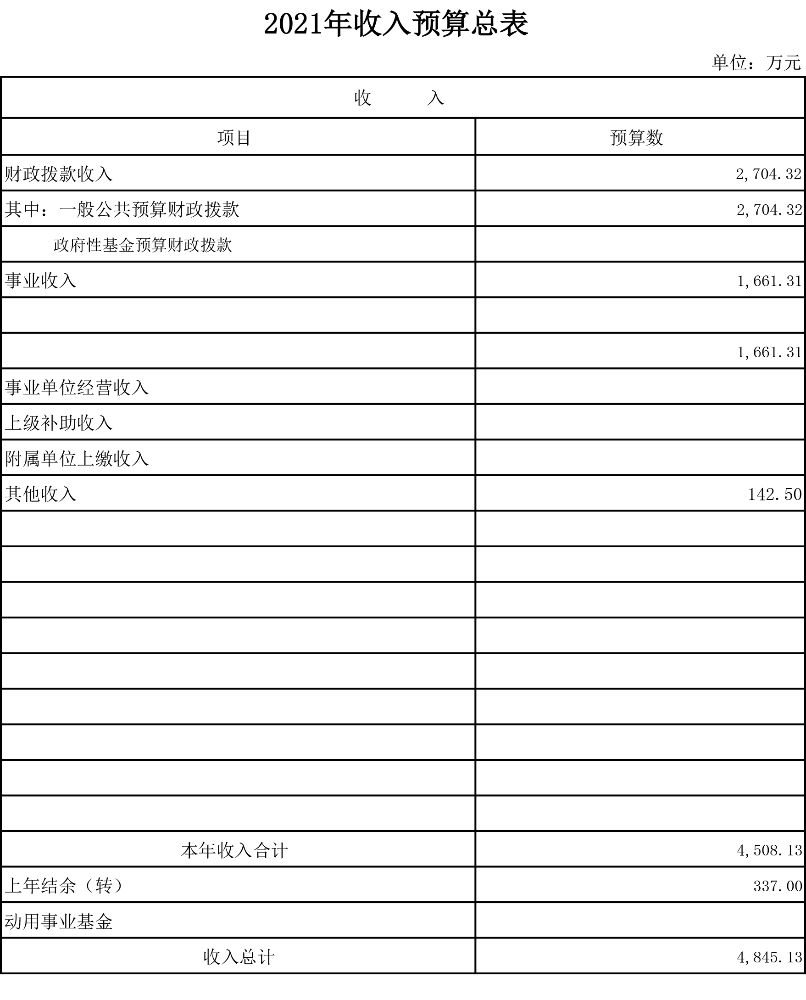 2021年收入预算总表
单位：万元
收 入
项目 预算数
财政拨款收入 2,704.32
其中：一般公共预算财政拨款 2,704.32
政府性基金预算财政拨款
事业收入 1,661.31
1,661.31
事业单位经营收入
上级补助收入
附属单位上缴收入
其他收入 142.50
本年收入合计 4,508.13
上年结余（转） 337.00
动用事业基金
收入总计 4,845.13